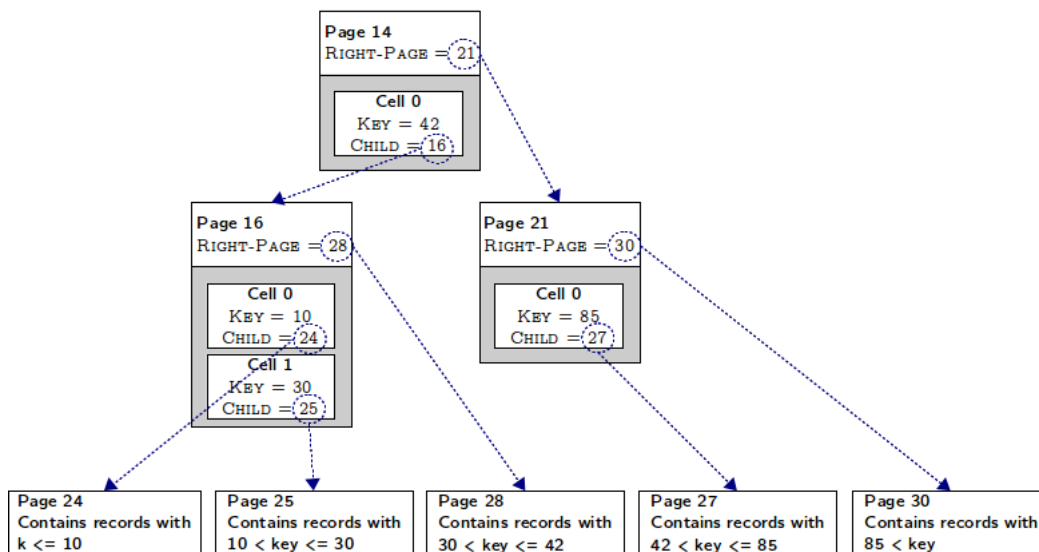 Page 14
RIGHT-PAGE = 21
Cell 0
KEY = 42
CHILD = 16
Page 16
RIGHT-PAGE = 28
Cell 0
KEY = 10
CHILD = 24
Cell 1
KEY = 30
CHILD = 25
Page 21
RIGHT-PAGE = 30
Cell 0
KEY = 85
CHILD = 27
Page 24
Contains records with
k <= 10
Page 25
Contains records with
10 < key <= 30
Page 28
Contains records with
30 < key <= 42
Page 27
Contains records with
42 < key <= 85
Page 30
Contains records with
85 < key